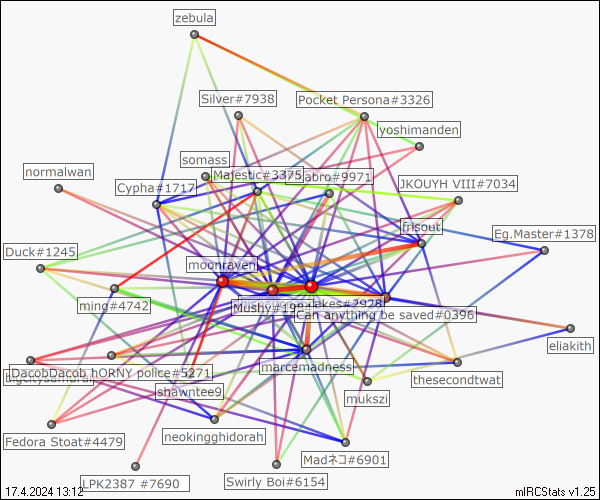 zebula
Silver#7938
Pocket Persona#3326
yoshimanden
somass
Majestic#3375
abro#9971
normalwan
Cypha#1717
JKOUYH VIII#7034
frisout
Eg.Master#1378
Duck#1245
moonraven
ming#4742
Mushy#19
lakes#2928
Can anything be saved#0396
eliakith
marcemadness
DacobDacob hORNY police#5271
thesecondtwat
shawntee9
mukszi
Fedora Stoat#4479
neokingghidorah
Madネコ#6901
LPK2387 #7690
Swirly Boi#6154
17.4.2024 13:12
mIRCStats v1.25